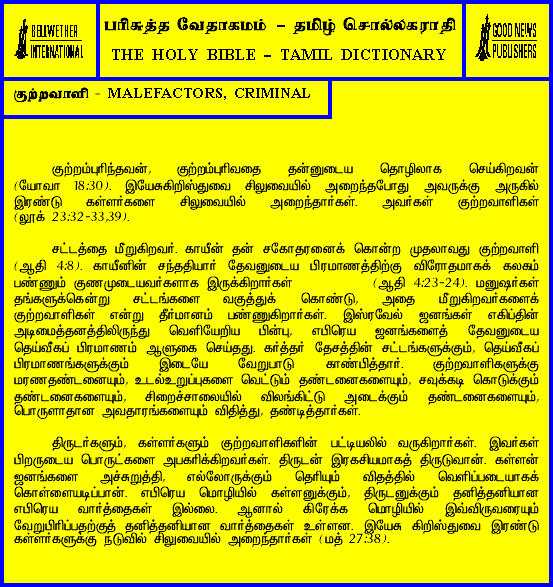 BELLWETHER
INTERNATIONAL
பரிசுத்த வேதாகமம் - தமிழ் சொல்லகராதி
THE HOLY BIBLE - TAMIL DICTIONARY
GOOD NEWS
PUBLISHERS
குற்றவாளி - MALEFACTORS, CRIMINAL
குற்றம்புரிந்தவன், குற்றம்புரிவதை தன்னுடைய தொழிலாக செய்கிறவன்
(யோவா 18:30). இயேசுகிறிஸ்துவை சிலுவையில் அறைந்தபோது அவருக்கு அருகில்
இரண்டு கள்ளர்களை சிலுவையில் அறைந்தார்கள். அவர்கள் குற்றவாளிகள்
(லூக் 23:32-33,39).
சட்டத்தை மீறுகிறவர். காயீன் தன் சகோதரனைக் கொன்ற முதலாவது குற்றவாளி
(ஆதி 4:8). காயீனின் சந்ததியார் தேவனுடைய பிரமாணத்திற்கு விரோதமாகக் கலகம்
பண்ணும் குணமுடையவர்களாக இருக்கிறார்கள் (ஆதி 4:23-24). மனுஷர்கள்
தங்களுக்கென்று சட்டங்களை வகுத்துக் கொண்டு, அதை மீறுகிறவர்களைக்
குற்றவாளிகள் என்று தீர்மானம் பண்ணுகிறார்கள். இஸ்ரவேல் ஜனங்கள் எகிப்தின்
அடிமைத்தனத்திலிருந்து வெளியேறிய பின்பு, எபிரெய ஜனங்களைத் தேவனுடைய
தெய்வீகப் பிரமாணம் ஆளுகை செய்தது. கர்த்தர் தேசத்தின் சட்டங்களுக்கும், தெய்வீகப்
பிரமாணங்களுக்கும் இடையே வேறுபாடு காண்பித்தார். குற்றவாளிகளுக்கு
மரணதண்டனையும், உடல்உறுப்புகளை வெட்டும் தண்டனைகளையும், சவுக்கடி கொடுக்கும்
தண்டனைகளையும், சிறைச்சாலையில் விலங்கிட்டு அடைக்கும் தண்டனைகளையும்,
பொருளாதான அவதாரங்களையும் விதித்து, தண்டித்தார்கள்.
திருடர்களும், கள்ளர்களும் குற்றவாளிகளின் பட்டியலில் வருகிறார்கள். இவர்கள்
பிறருடைய பொருட்களை அபகரிக்கிறவர்கள். திருடன் இரகசியமாகத் திருடுவான். கள்ளன்
ஜனங்களை அச்சுறுத்தி, எல்லோருக்கும் தெரியும் விதத்தில் வெளிப்படையாகக்
கொள்ளையடிப்பான். எபிரெய மொழியில் கள்ளனுக்கும், திருடனுக்கும் தனித்தனியான
எபிரெய வார்த்தைகள் இல்லை. ஆனால் கிரேக்க மொழியில் இவ்விருவரையும்
வேறுபிரிப்பதற்குத் தனித்தனியான வார்த்தைகள் உள்ளன. இயேசு கிறிஸ்துவை இரண்டு
கள்ளர்களுக்கு நடுவில் சிலுவையில் அறைந்தார்கள் (மத் 27:38).